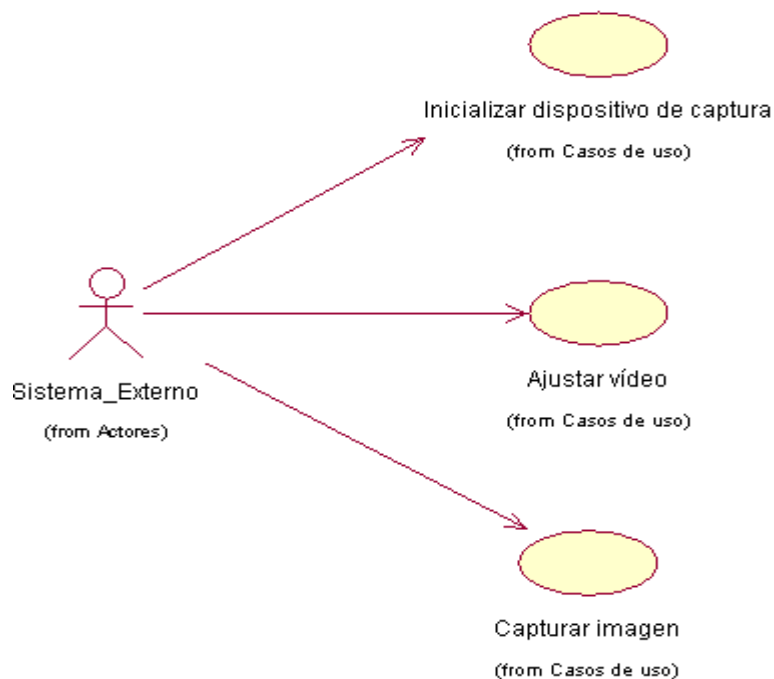 Inicializar dispositivo de captura
(from Casos de uso)
Sistema_Externo
(from Actores)
Ajustar vídeo
(from Casos de uso)
Capturar imagen
(from Casos de uso)